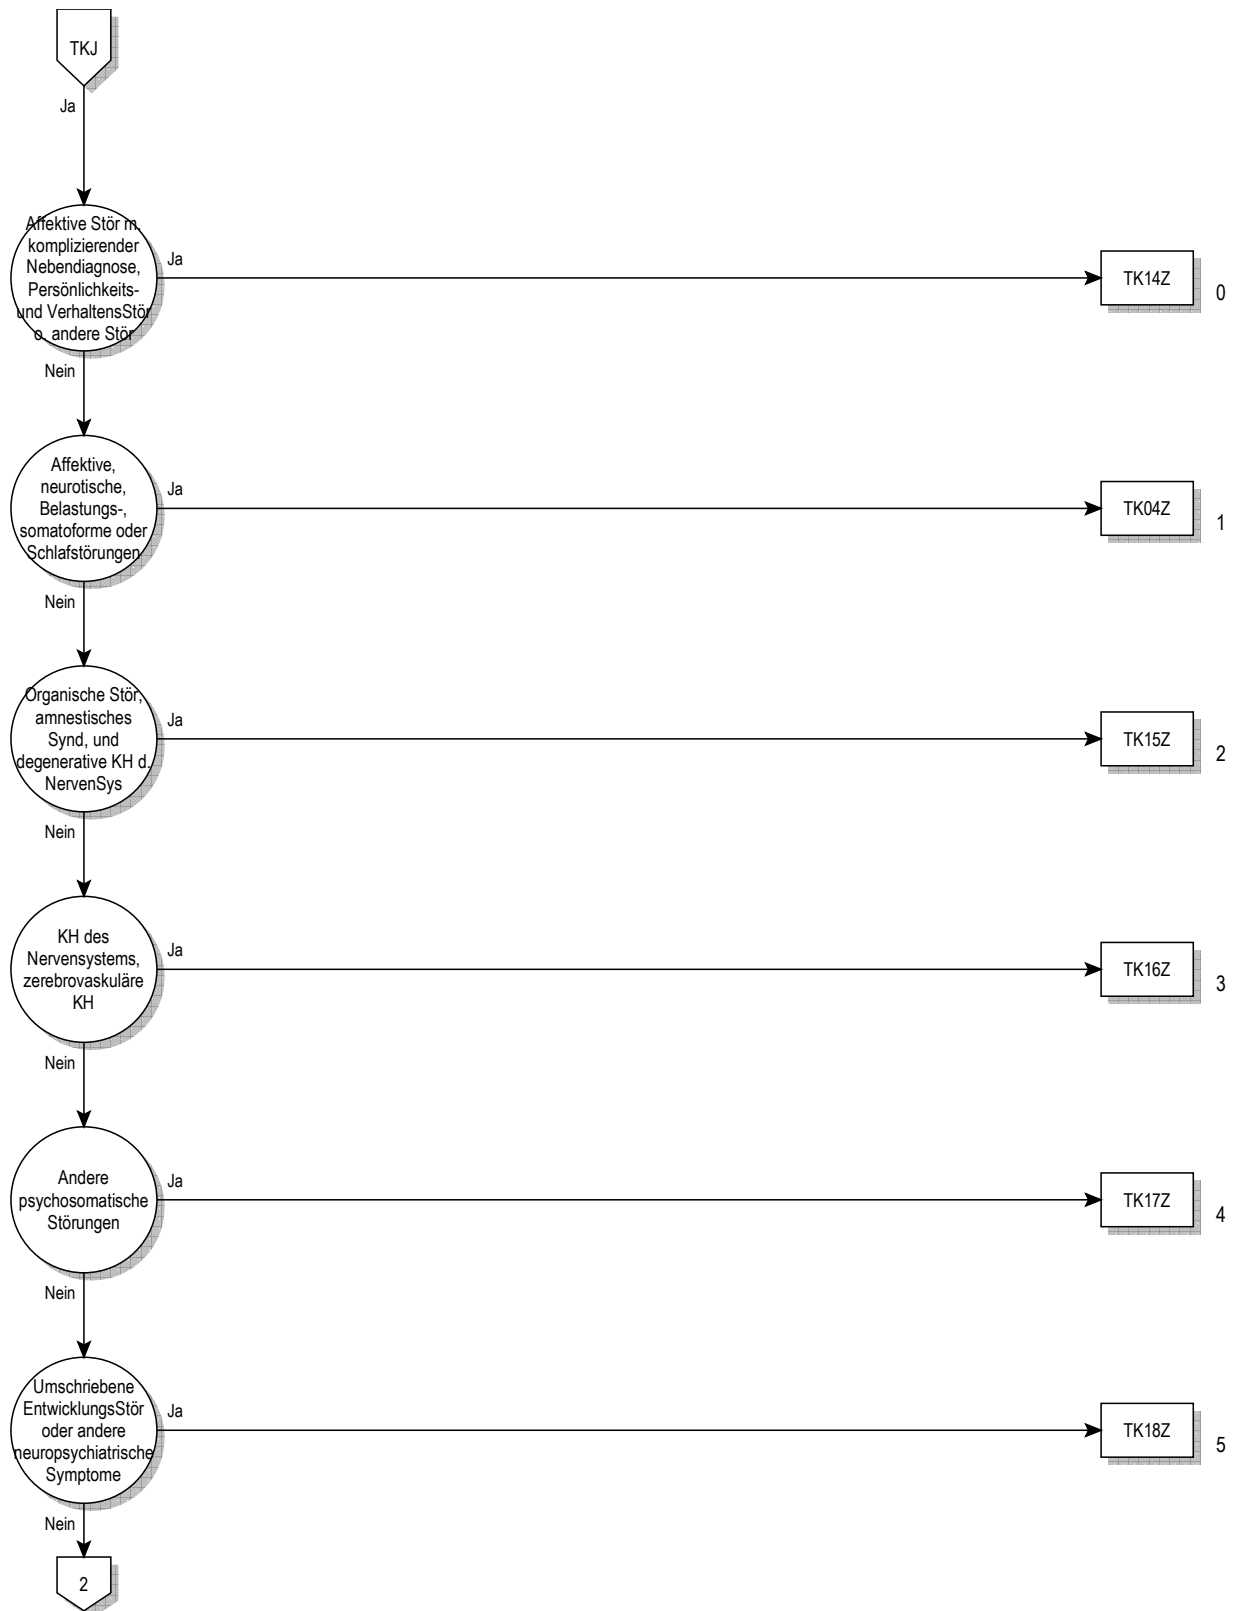 TKJ
Ja
Affektive Stör m.
komplizierender
Nebendiagnose,
Persönlichkeits-
und VerhaltensStör
o. andere Stör
Ja
TK14Z
0
Nein
Affektive,
neurotische,
Belastungs-,
somatoforme oder
Schlafstörungen
Ja
TK04Z
1
Nein
Organische Stör,
amnestisches
Synd, und
degenerative KH d.
NervenSys
Ja
TK15Z
2
Nein
KH des
Nervensystems,
zerebrovaskuläre
KH
Ja
TK16Z
3
Nein
Andere
psychosomatische
Störungen
Ja
TK17Z
4
Nein
Umschriebene
EntwicklungsStör
oder andere
neuropsychiatrische
Symptome
Ja
TK18Z
5
Nein
2